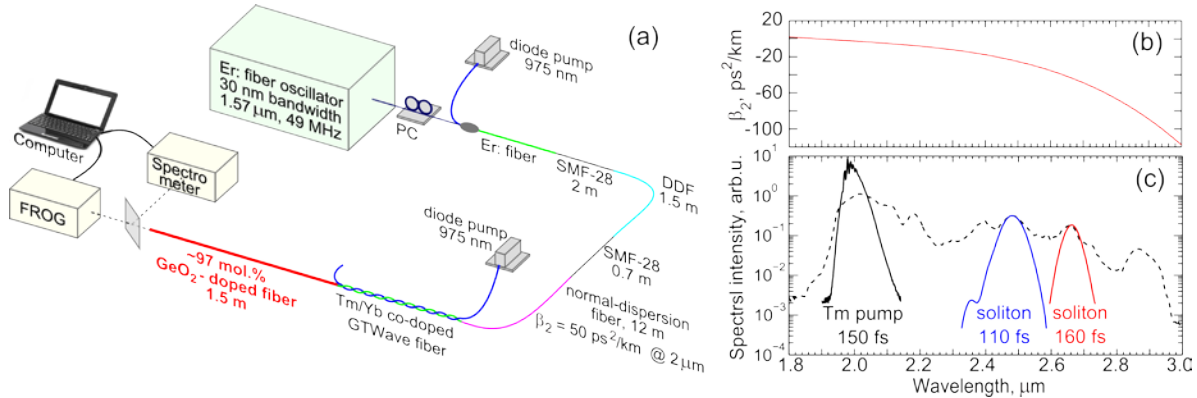 (a)
diode pump
975 nm
Er: fiber oscillator
30 nm bandwidth
1.57 μm, 49 MHz
PC
Er: fiber
SMF-28
2 m
DDF
1.5 m
Computer
Spectro
meter
FROG
diode pump
975 nm
SMF-28
0.7 m
~97 mol.%
GeO2- doped fiber
1.5 m
Tm/Yb co-doped
GTWave fiber
normal-dispersion
fiber, 12 m
β2 = 50 ps2/km @ 2 μm
(b)
β2, ps2/km
20
-20
-60
-100
(c)
Spectrsl intensity, arb.u.
10^1
10^0
10^-1
10^-2
10^-3
10^-4
Tm pump
150 fs
soliton
110 fs
soliton
160 fs
1.8 2.0 2.2 2.4 2.6 2.8 3.0
Wavelength, μm